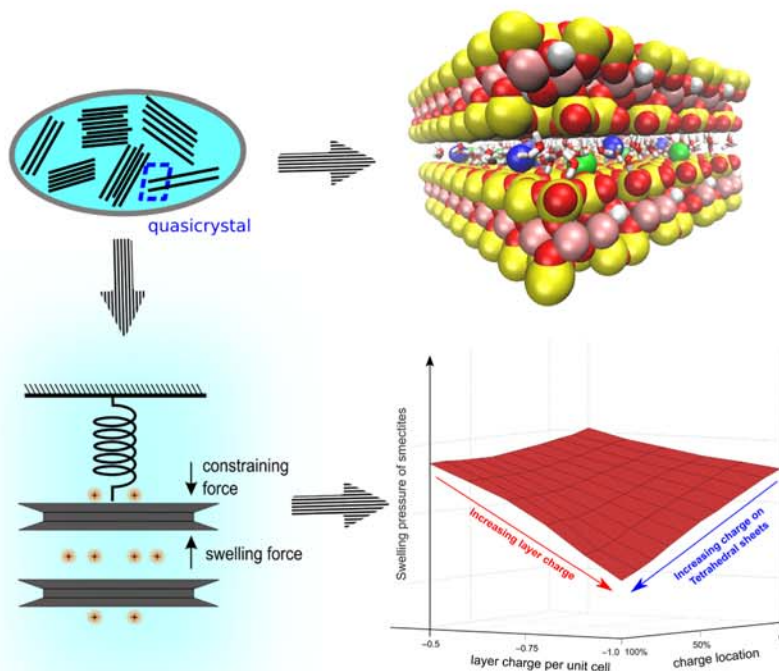 quasicrystal
constraining
force
swelling force
Swelling pressure of smectites
Increasing layer charge
Increasing charge on
Tetrahedral sheets
−0.5
−0.75
−1.0
100%
50%
layer charge per unit cell
charge location